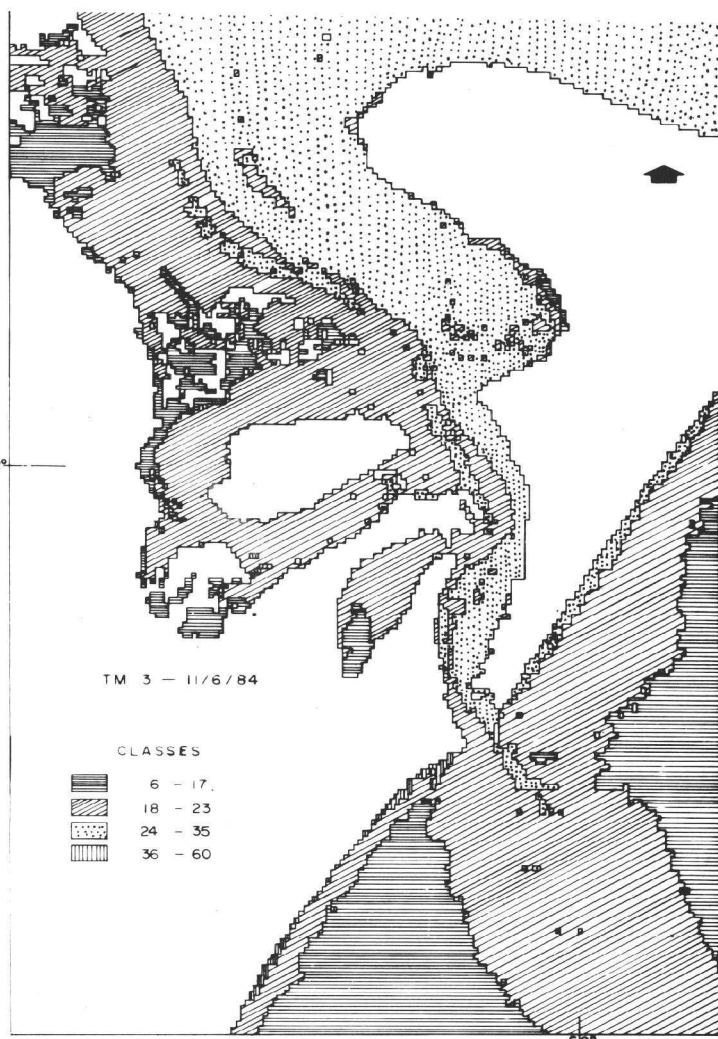 TM 3 — 11/6/84
CLASSES
6 – 17
18 – 23
24 – 35
36 – 60